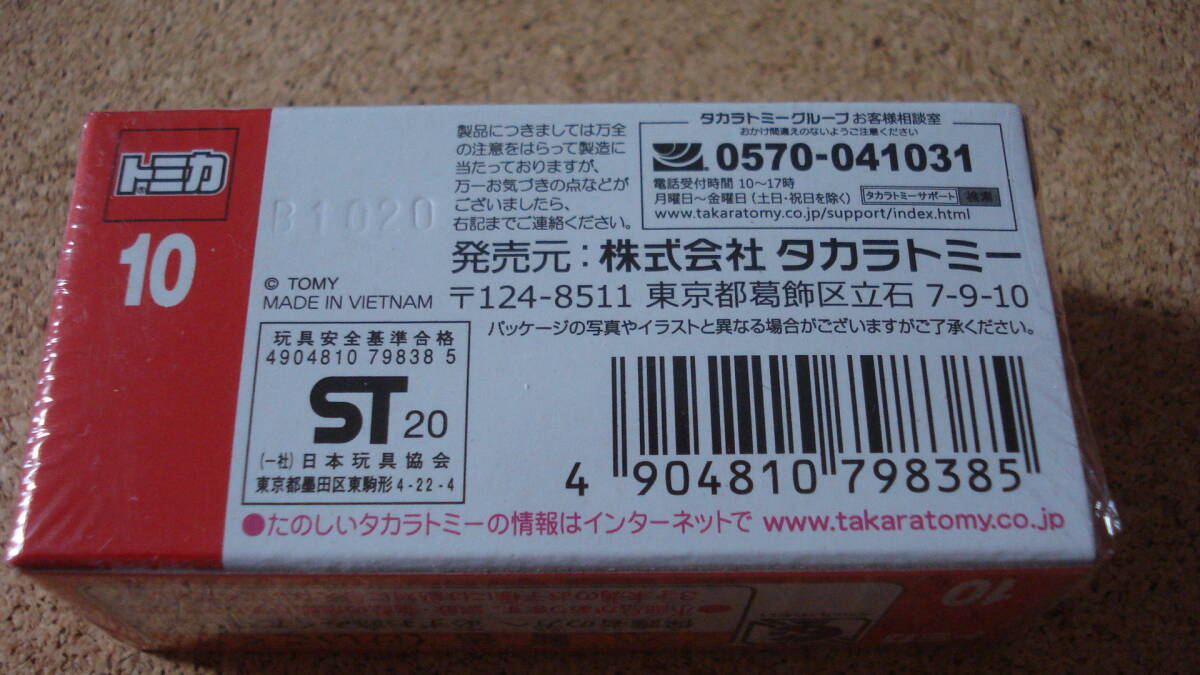 トミカ
10
製品につきましては万全
の注意をはらって製造に
当たっておりますが、
万一お気づきの点などが
ございましたら、
右記までご連絡ください。
B1020
タカラトミーグループ お客様相談室
おかけ間違えのないようご注意ください
0570-041031
電話受付時間 10〜17時
月曜日〜金曜日 (土日・祝日を除く) タカラトミーサポート 検索
www.takaratomy.co.jp/support/index.html
発売元:株式会社 タカラトミー
© TOMY
MADE IN VIETNAM
〒124-8511 東京都葛飾区立石 7-9-10
パッケージの写真やイラストと異なる場合がございますがご了承ください。
玩具安全基準合格
4904810 79838 5
ST 20
(一社) 日本玩具協会
東京都墨田区東駒形 4-22-4
4 904810 798385
●たのしいタカラトミーの情報はインターネットで www.takaratomy.co.jp
10